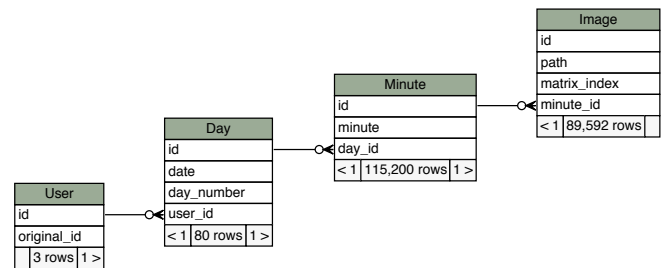 Image
id
path
matrix_index
minute_id
< 1 89,592 rows
Minute
id
minute
day_id
< 1 115,200 rows 1 >
Day
id
date
day_number
user_id
< 1 80 rows 1 >
User
id
original_id
3 rows 1 >